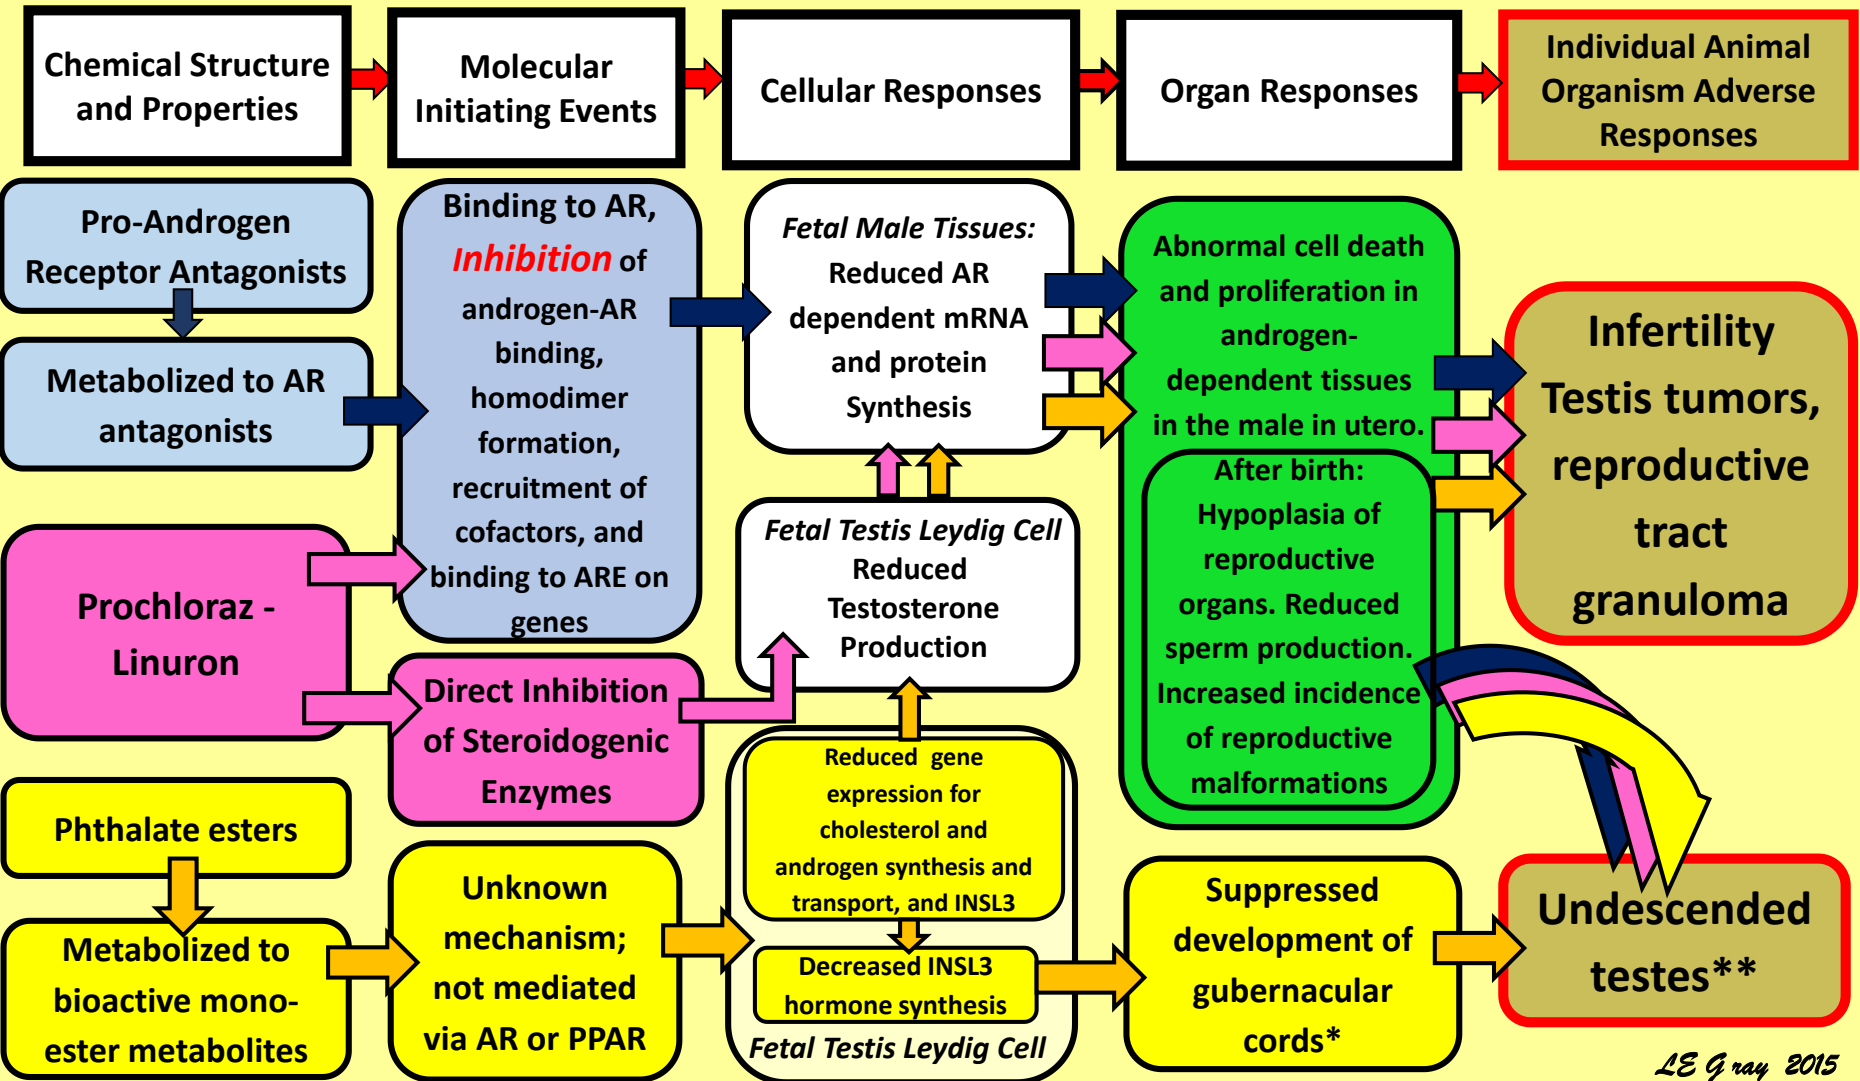 Chemical Structure
and Properties
Molecular
Initiating Events
Cellular Responses
Organ Responses
Individual Animal
Organism Adverse
Responses
Pro-Androgen
Receptor Antagonists
Metabolized to AR
antagonists
Prochloraz -
Linuron
Phthalate esters
Metabolized to
bioactive mono-
ester metabolites
Binding to AR,
Inhibition of
androgen-AR
binding,
homodimer
formation,
recruitment of
cofactors, and
binding to ARE on
genes
Direct Inhibition
of Steroidogenic
Enzymes
Unknown
mechanism;
not mediated
via AR or PPAR
Fetal Male Tissues:
Reduced AR
dependent mRNA
and protein
Synthesis
Fetal Testis Leydig Cell
Reduced
Testosterone
Production
Reduced gene
expression for
cholesterol and
androgen synthesis and
transport, and INSL3
Decreased INSL3
hormone synthesis
Fetal Testis Leydig Cell
Abnormal cell death
and proliferation in
androgen-
dependent tissues
in the male in utero.
After birth:
Hypoplasia of
reproductive
organs. Reduced
sperm production.
Increased incidence
of reproductive
malformations
Suppressed
development of
gubernacular
cords*
Infertility
Testis tumors,
reproductive
tract
granuloma
Undescended
testes**
LE Gray 2015